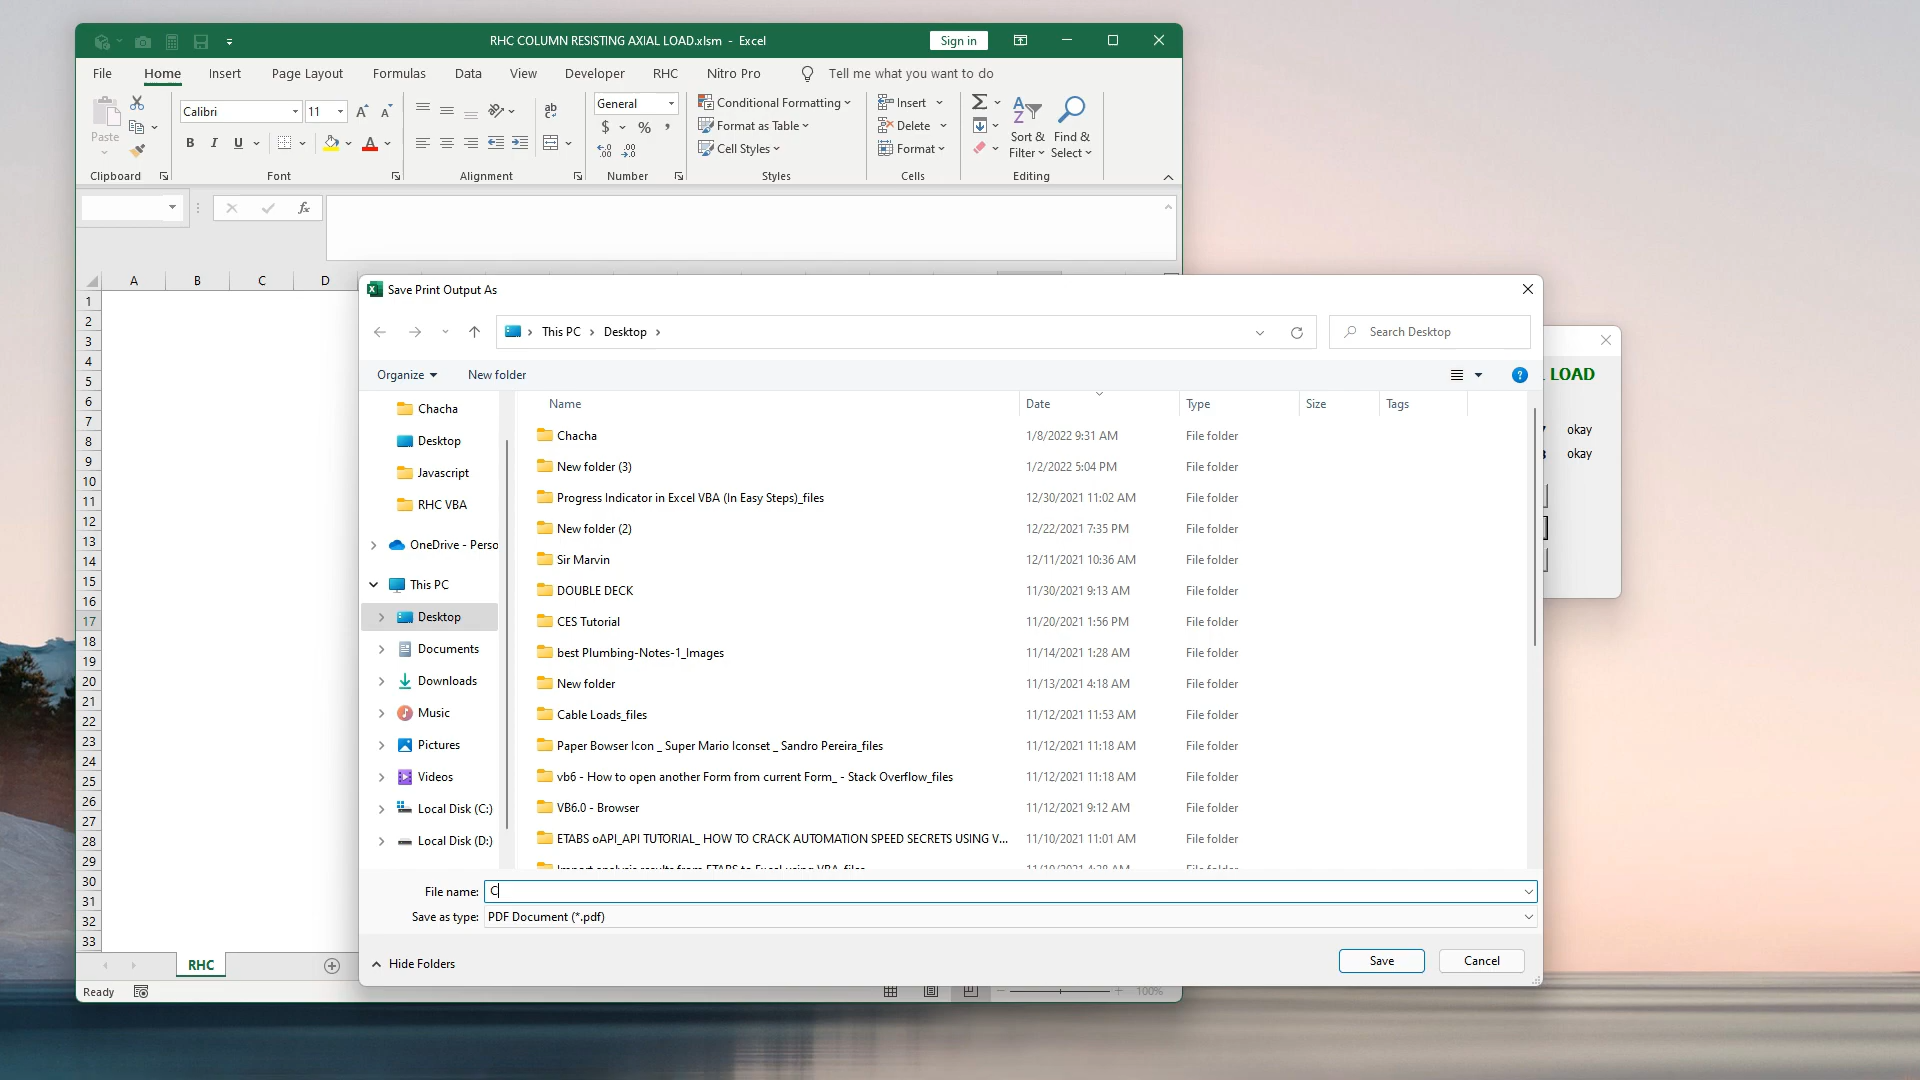 RHC COLUMN RESISTING AXIAL LOAD.xlsm - Excel
Sign in
File Home Insert Page Layout Formulas Data View Developer RHC Nitro Pro Tell me what you want to do
Paste
Clipboard
Calibri 11
B I U
Font
ab
Alignment
General
$ % ,
Number
Conditional Formatting
Format as Table
Cell Styles
Styles
Insert
Delete
Format
Cells
Sort & Filter
Find & Select
Editing
fx
A B C D
1
2
3
4
5
6
7
8
9
10
11
12
13
14
15
16
17
18
19
20
21
22
23
24
25
26
27
28
29
30
31
32
33
RHC
Ready
100%
LOAD
okay
okay
Save Print Output As
This PC > Desktop >
Search Desktop
Organize New folder
Chacha
Desktop
Javascript
RHC VBA
OneDrive - Perso
This PC
Desktop
Documents
Downloads
Music
Pictures
Videos
Local Disk (C:)
Local Disk (D:)
Name Date Type Size Tags
Chacha 1/8/2022 9:31 AM File folder
New folder (3) 1/2/2022 5:04 PM File folder
Progress Indicator in Excel VBA (In Easy Steps)_files 12/30/2021 11:02 AM File folder
New folder (2) 12/22/2021 7:35 PM File folder
Sir Marvin 12/11/2021 10:36 AM File folder
DOUBLE DECK 11/30/2021 9:13 AM File folder
CES Tutorial 11/20/2021 1:56 PM File folder
best Plumbing-Notes-1_Images 11/14/2021 1:28 AM File folder
New folder 11/13/2021 4:18 AM File folder
Cable Loads_files 11/12/2021 11:53 AM File folder
Paper Bowser Icon _ Super Mario Iconset _ Sandro Pereira_files 11/12/2021 11:18 AM File folder
vb6 - How to open another Form from current Form_ - Stack Overflow_files 11/12/2021 11:18 AM File folder
VB6.0 - Browser 11/12/2021 9:12 AM File folder
ETABS oAPI_API TUTORIAL_ HOW TO CRACK AUTOMATION SPEED SECRETS USING V... 11/10/2021 11:01 AM File folder
File name: C
Save as type: PDF Document (*.pdf)
Hide Folders
Save Cancel